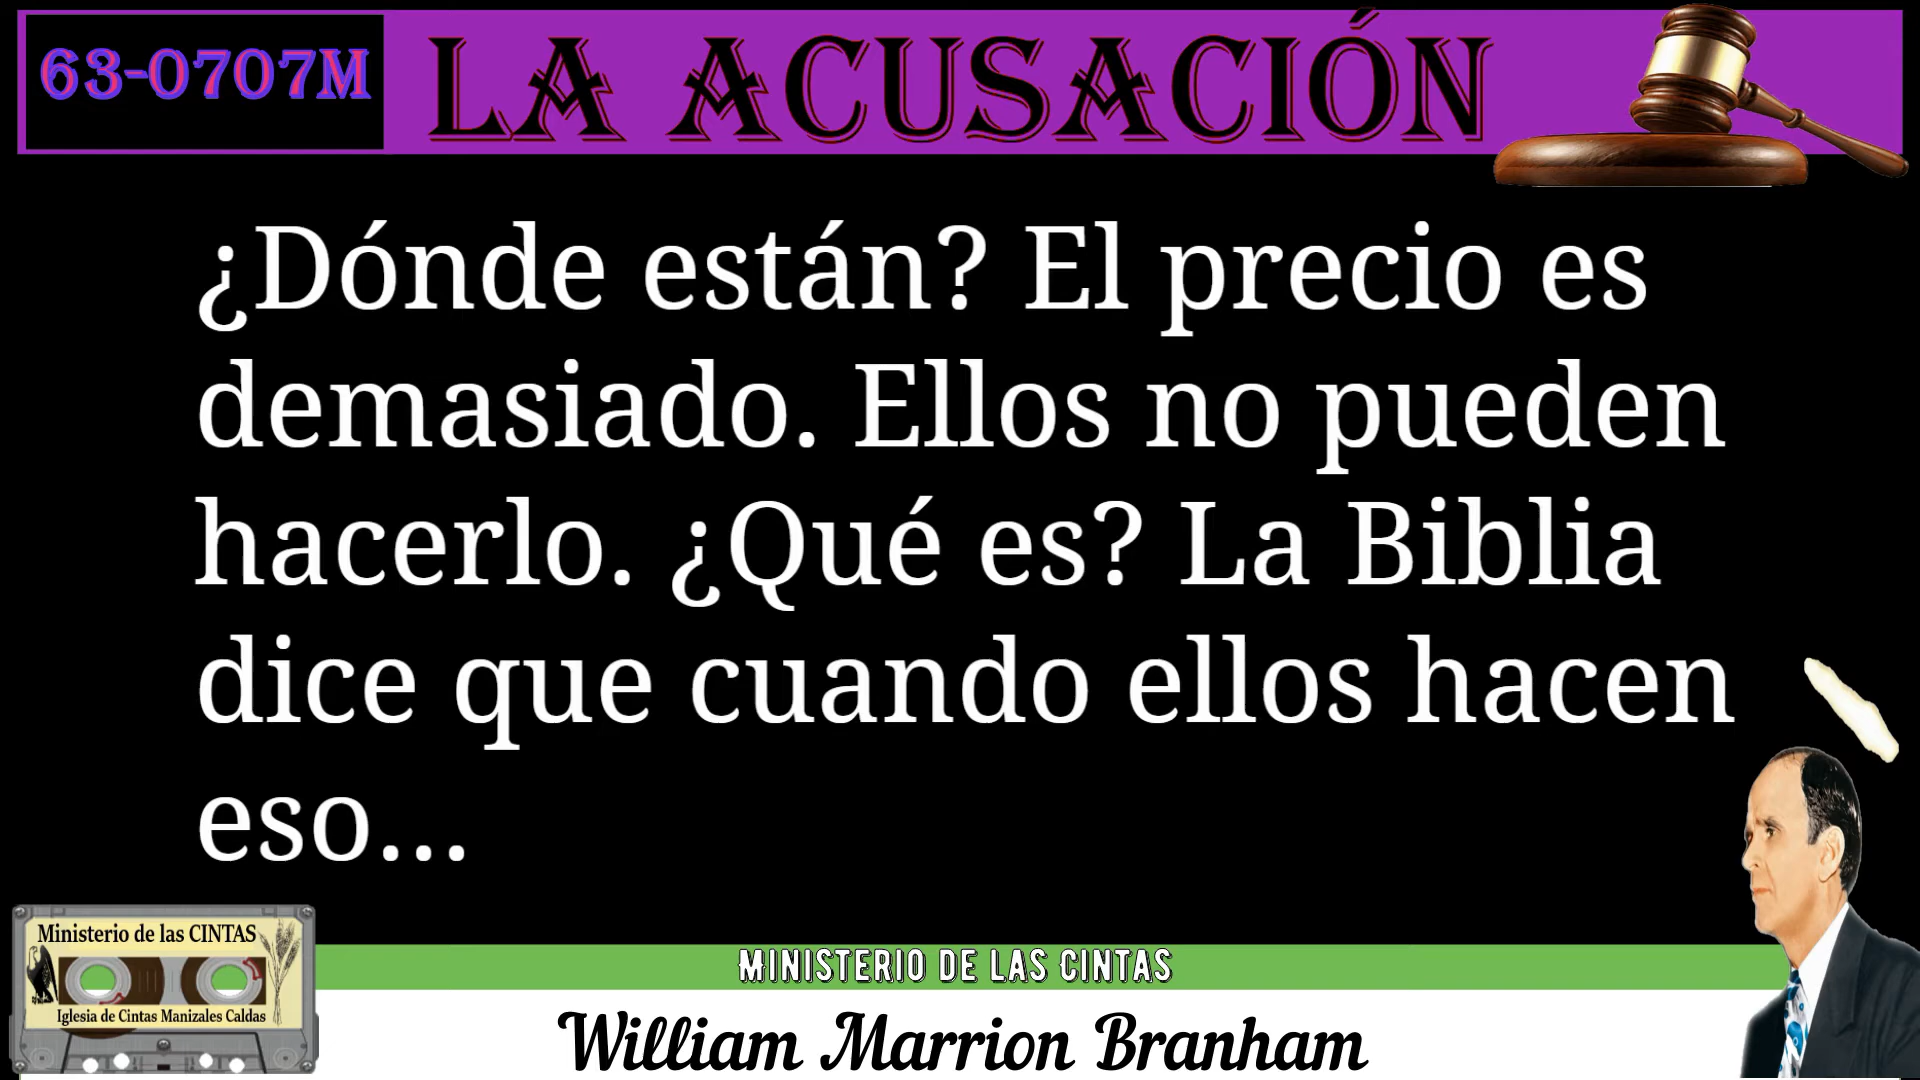 63-0707M
LA ACUSACIÓN
¿Dónde están? El precio es
demasiado. Ellos no pueden
hacerlo. ¿Qué es? La Biblia
dice que cuando ellos hacen
eso...
Ministerio de las CINTAS
Iglesia de Cintas Manizales Caldas
MINISTERIO DE LAS CINTAS
William Marrion Branham